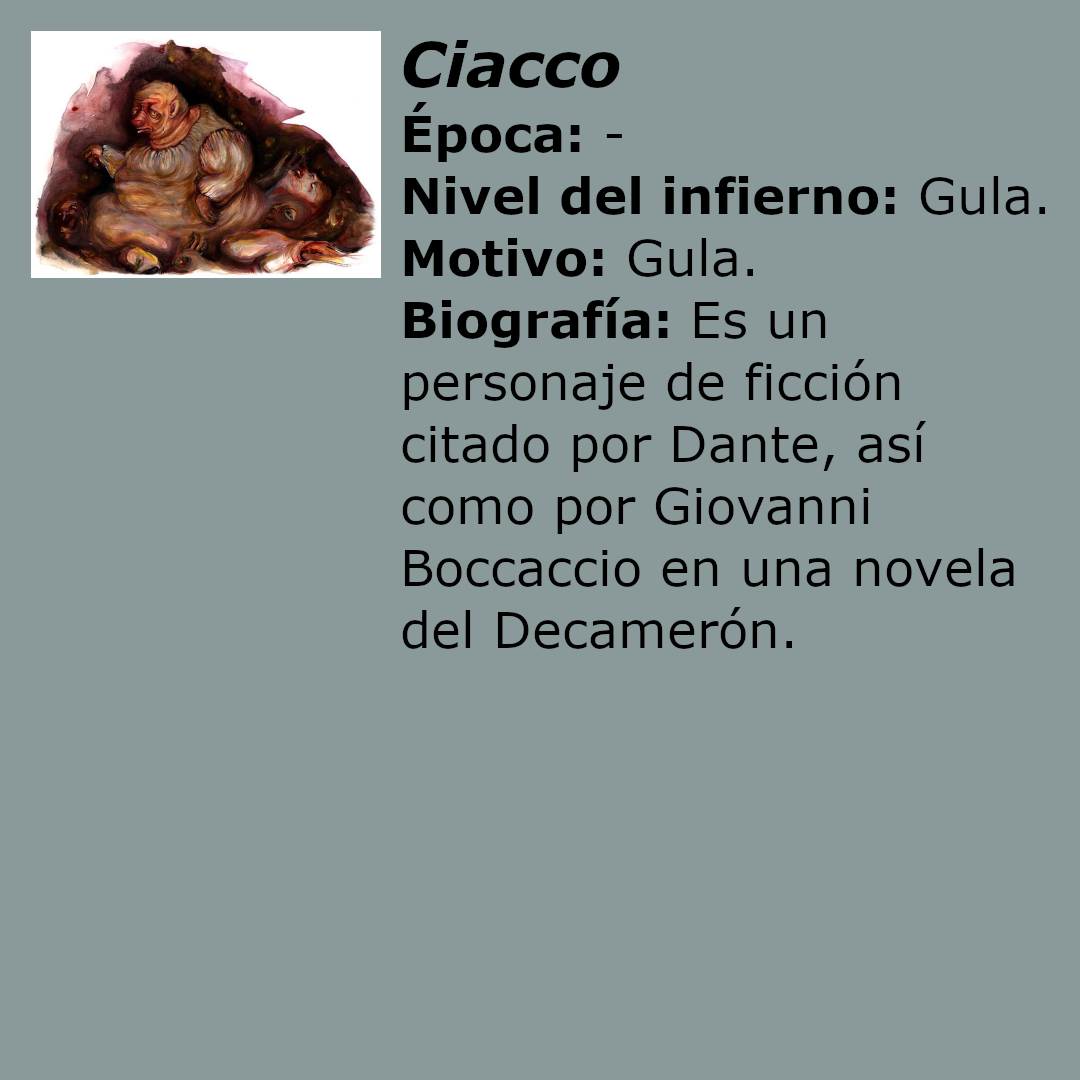 Ciacco
Época: -
Nivel del infierno: Gula.
Motivo: Gula.
Biografía: Es un
personaje de ficción
citado por Dante, así
como por Giovanni
Boccaccio en una novela
del Decamerón.